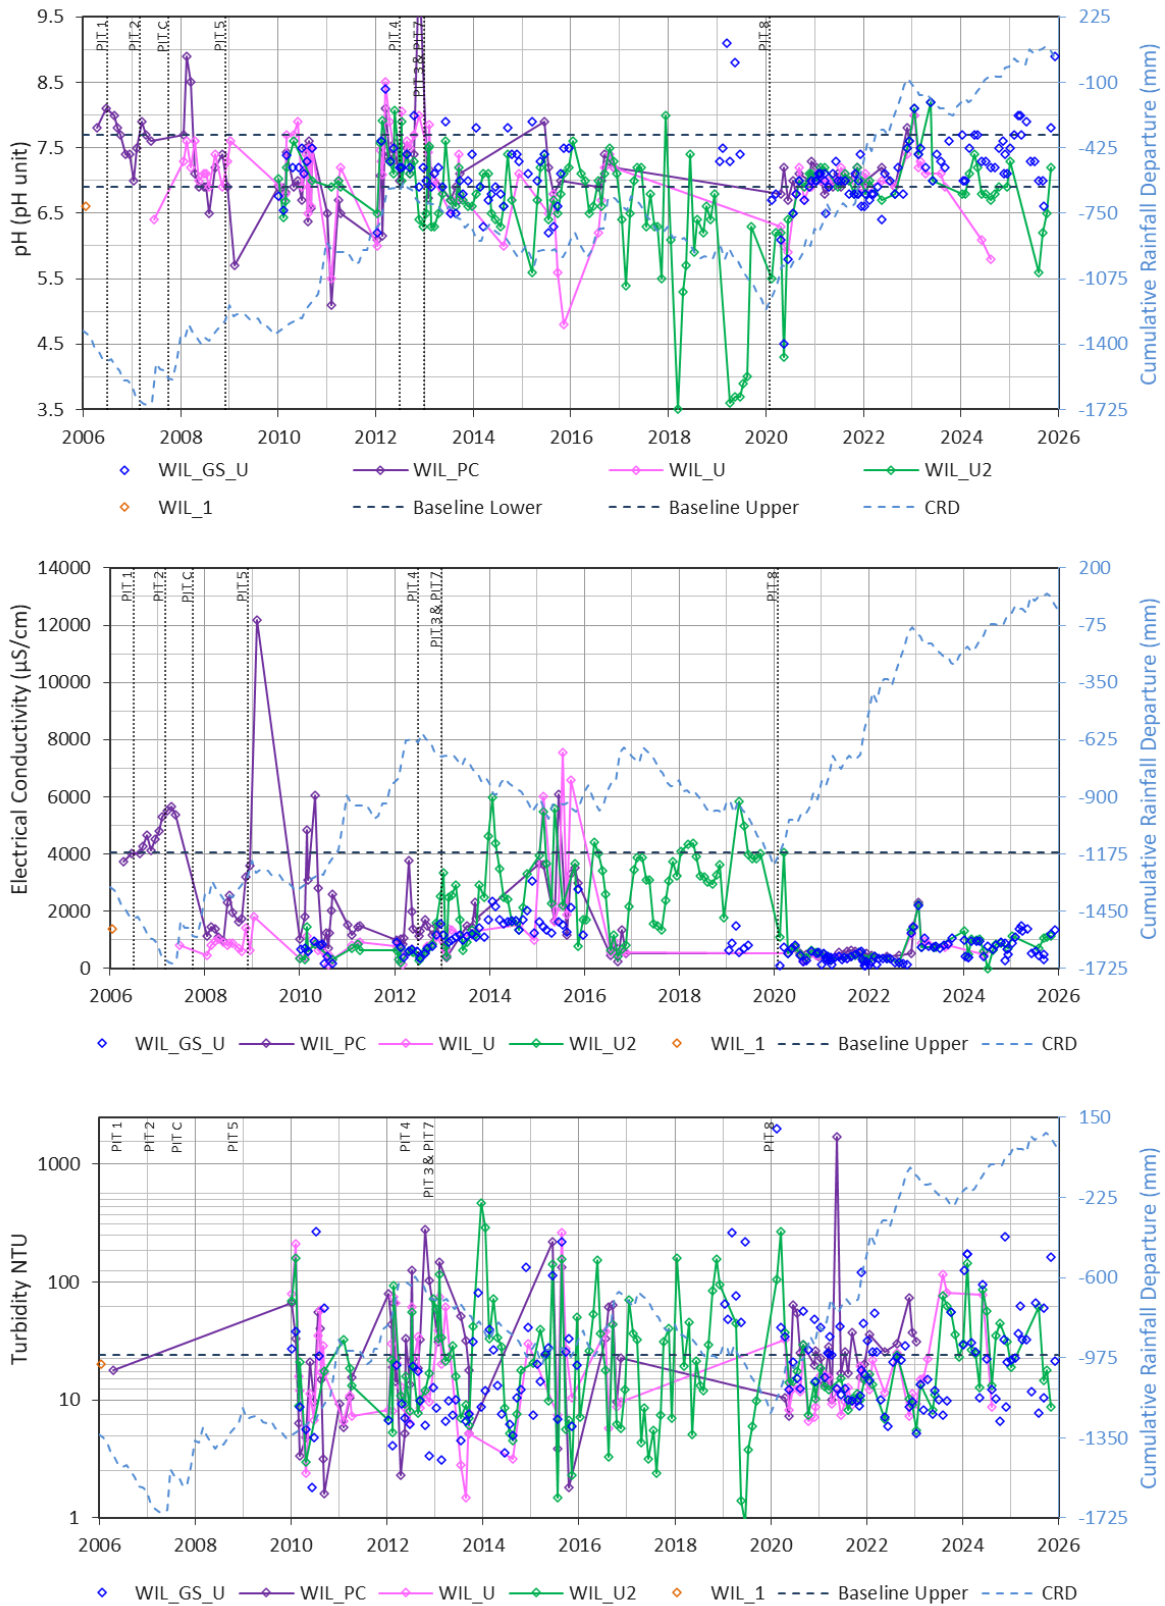 PIT 1
PIT 2
PIT C
PIT 5
PIT 4
PIT 3 & PIT 7
PIT 8
pH (pH unit)
9.5
8.5
7.5
6.5
5.5
4.5
3.5
225
-100
-425
-750
-1075
-1400
-1725
Cumulative Rainfall Departure (mm)
2006 2008 2010 2012 2014 2016 2018 2020 2022 2024 2026
WIL_GS_U WIL_PC WIL_U WIL_U2
WIL_1 Baseline Lower Baseline Upper CRD
PIT 1
PIT 2
PIT C
PIT 5
PIT 4
PIT 3 & PIT 7
PIT 8
Electrical Conductivity (µS/cm)
14000
12000
10000
8000
6000
4000
2000
0
200
-75
-350
-625
-900
-1175
-1450
-1725
Cumulative Rainfall Departure (mm)
2006 2008 2010 2012 2014 2016 2018 2020 2022 2024 2026
WIL_GS_U WIL_PC WIL_U WIL_U2 WIL_1 Baseline Upper CRD
PIT 1
PIT 2
PIT C
PIT 5
PIT 4
PIT 3 & PIT 7
PIT 8
Turbidity NTU
1000
100
10
1
150
-225
-600
-975
-1350
-1725
Cumulative Rainfall Departure (mm)
2006 2008 2010 2012 2014 2016 2018 2020 2022 2024 2026
WIL_GS_U WIL_PC WIL_U WIL_U2 WIL_1 Baseline Upper CRD